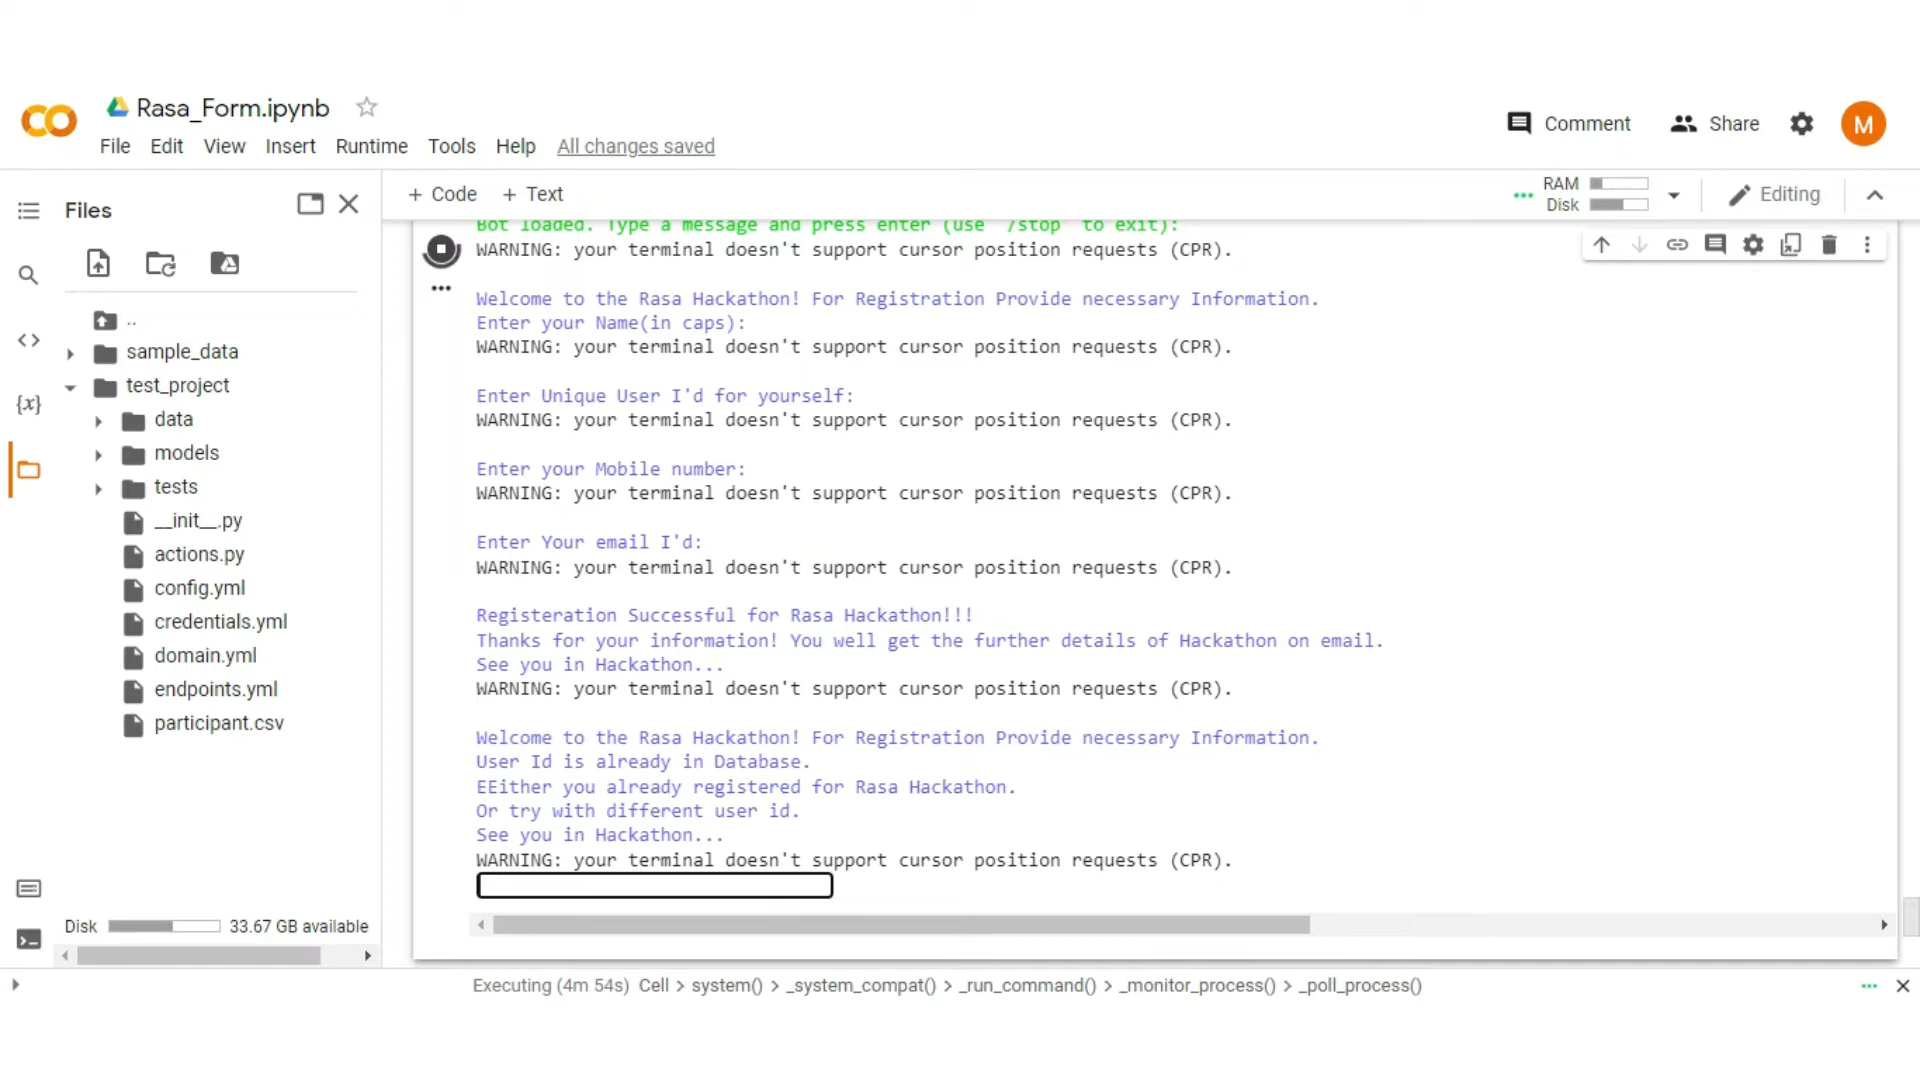 Rasa_Form.ipynb
File Edit View Insert Runtime Tools Help All changes saved
Comment Share M
Files
+ Code + Text
RAM
Disk
Editing
..
sample_data
test_project
data
models
tests
__init__.py
actions.py
config.yml
credentials.yml
domain.yml
endpoints.yml
participant.csv
Disk 33.67 GB available
Bot loaded. Type a message and press enter (use '/stop' to exit):
WARNING: your terminal doesn't support cursor position requests (CPR).
Welcome to the Rasa Hackathon! For Registration Provide necessary Information.
Enter your Name(in caps):
WARNING: your terminal doesn't support cursor position requests (CPR).
Enter Unique User I'd for yourself:
WARNING: your terminal doesn't support cursor position requests (CPR).
Enter your Mobile number:
WARNING: your terminal doesn't support cursor position requests (CPR).
Enter Your email I'd:
WARNING: your terminal doesn't support cursor position requests (CPR).
Registeration Successful for Rasa Hackathon!!!
Thanks for your information! You well get the further details of Hackathon on email.
See you in Hackathon...
WARNING: your terminal doesn't support cursor position requests (CPR).
Welcome to the Rasa Hackathon! For Registration Provide necessary Information.
User Id is already in Database.
EEither you already registered for Rasa Hackathon.
Or try with different user id.
See you in Hackathon...
WARNING: your terminal doesn't support cursor position requests (CPR).
Executing (4m 54s) Cell > system() > _system_compat() > _run_command() > _monitor_process() > _poll_process()